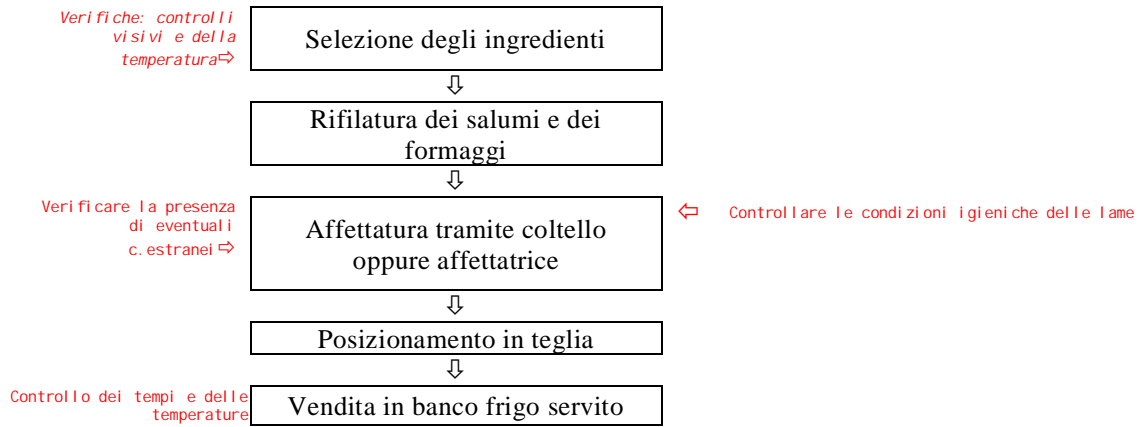 Verifiche: controlli
visivi e della
temperatura⇨
Selezione degli ingredienti
⇩
Rifilatura dei salumi e dei
formaggi
⇩
Verificare la presenza
di eventuali
c.estranei ⇨
Affettatura tramite coltello
oppure affettatrice
⇦ Controllare le condizioni igieniche delle lame
⇩
Posizionamento in teglia
⇩
Controllo dei tempi e delle
temperature
Vendita in banco frigo servito